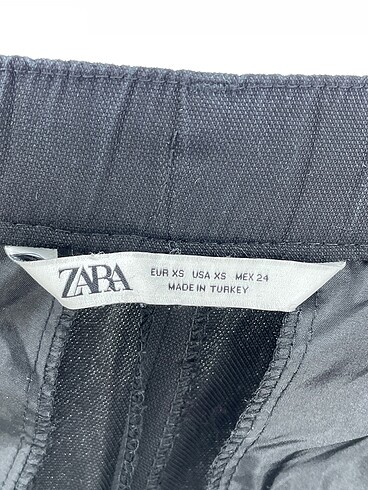 ZARA
EUR XS USA XS MEX 24
MADE IN TURKEY